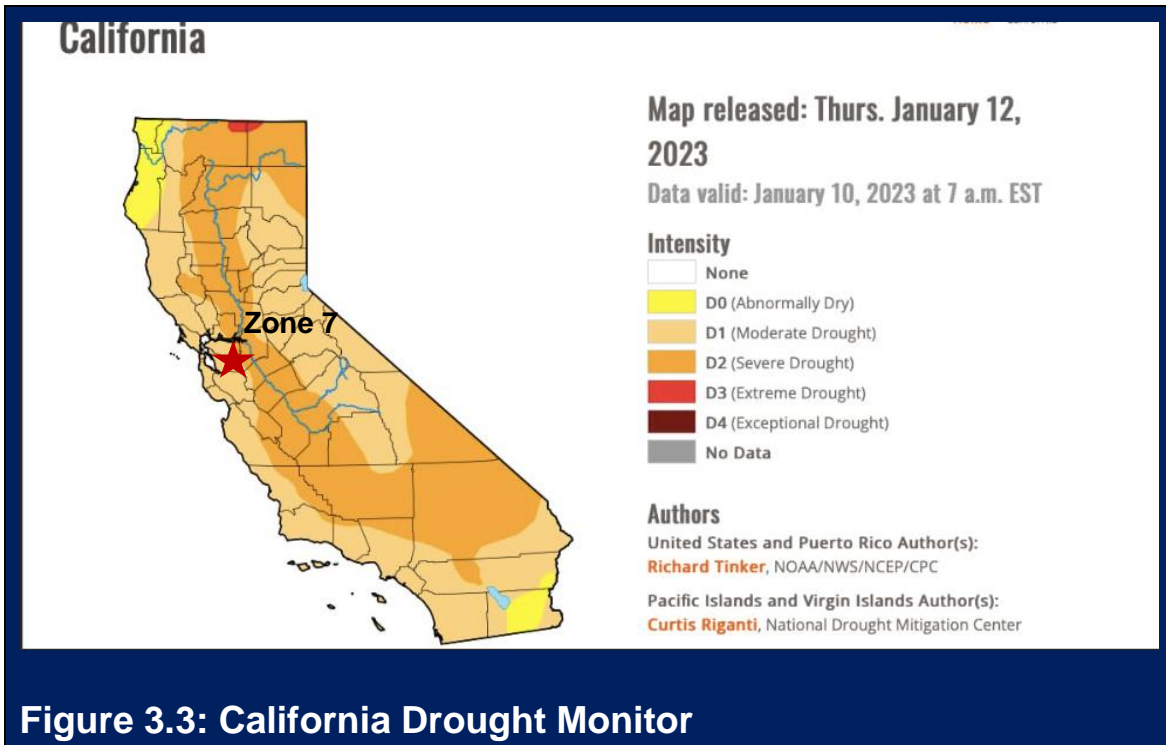 California
Map released: Thurs. January 12,
2023
Data valid: January 10, 2023 at 7 a.m. EST
Intensity
None
D0 (Abnormally Dry)
D1 (Moderate Drought)
D2 (Severe Drought)
D3 (Extreme Drought)
D4 (Exceptional Drought)
No Data
Zone 7
Authors
United States and Puerto Rico Author(s):
Richard Tinker, NOAA/NWS/NCEP/CPC
Pacific Islands and Virgin Islands Author(s):
Curtis Riganti, National Drought Mitigation Center
Figure 3.3: California Drought Monitor